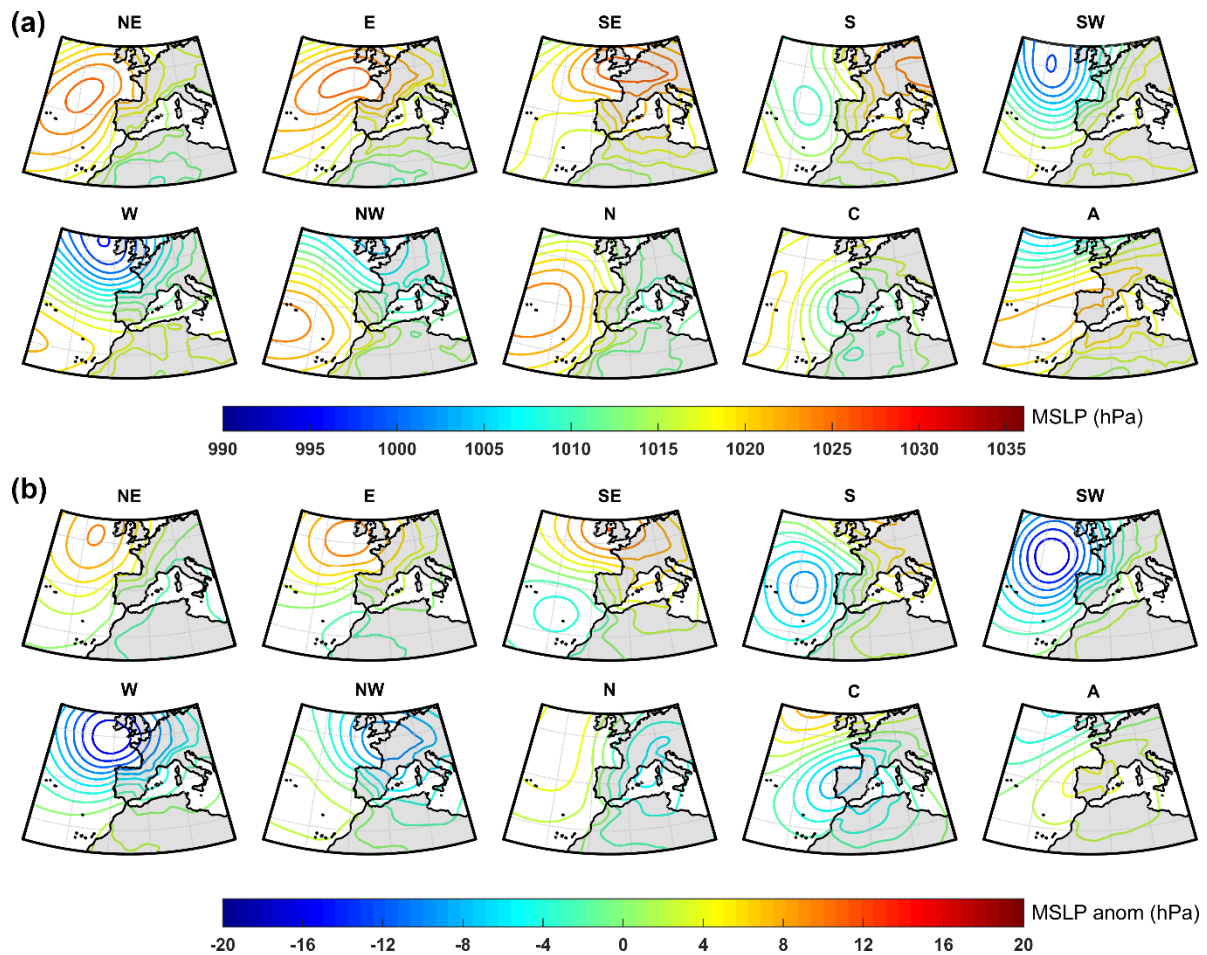 (a)
NE E SE S SW
W NW N C A
MSLP (hPa)
990 995 1000 1005 1010 1015 1020 1025 1030 1035
(b)
NE E SE S SW
W NW N C A
MSLP anom (hPa)
-20 -16 -12 -8 -4 0 4 8 12 16 20